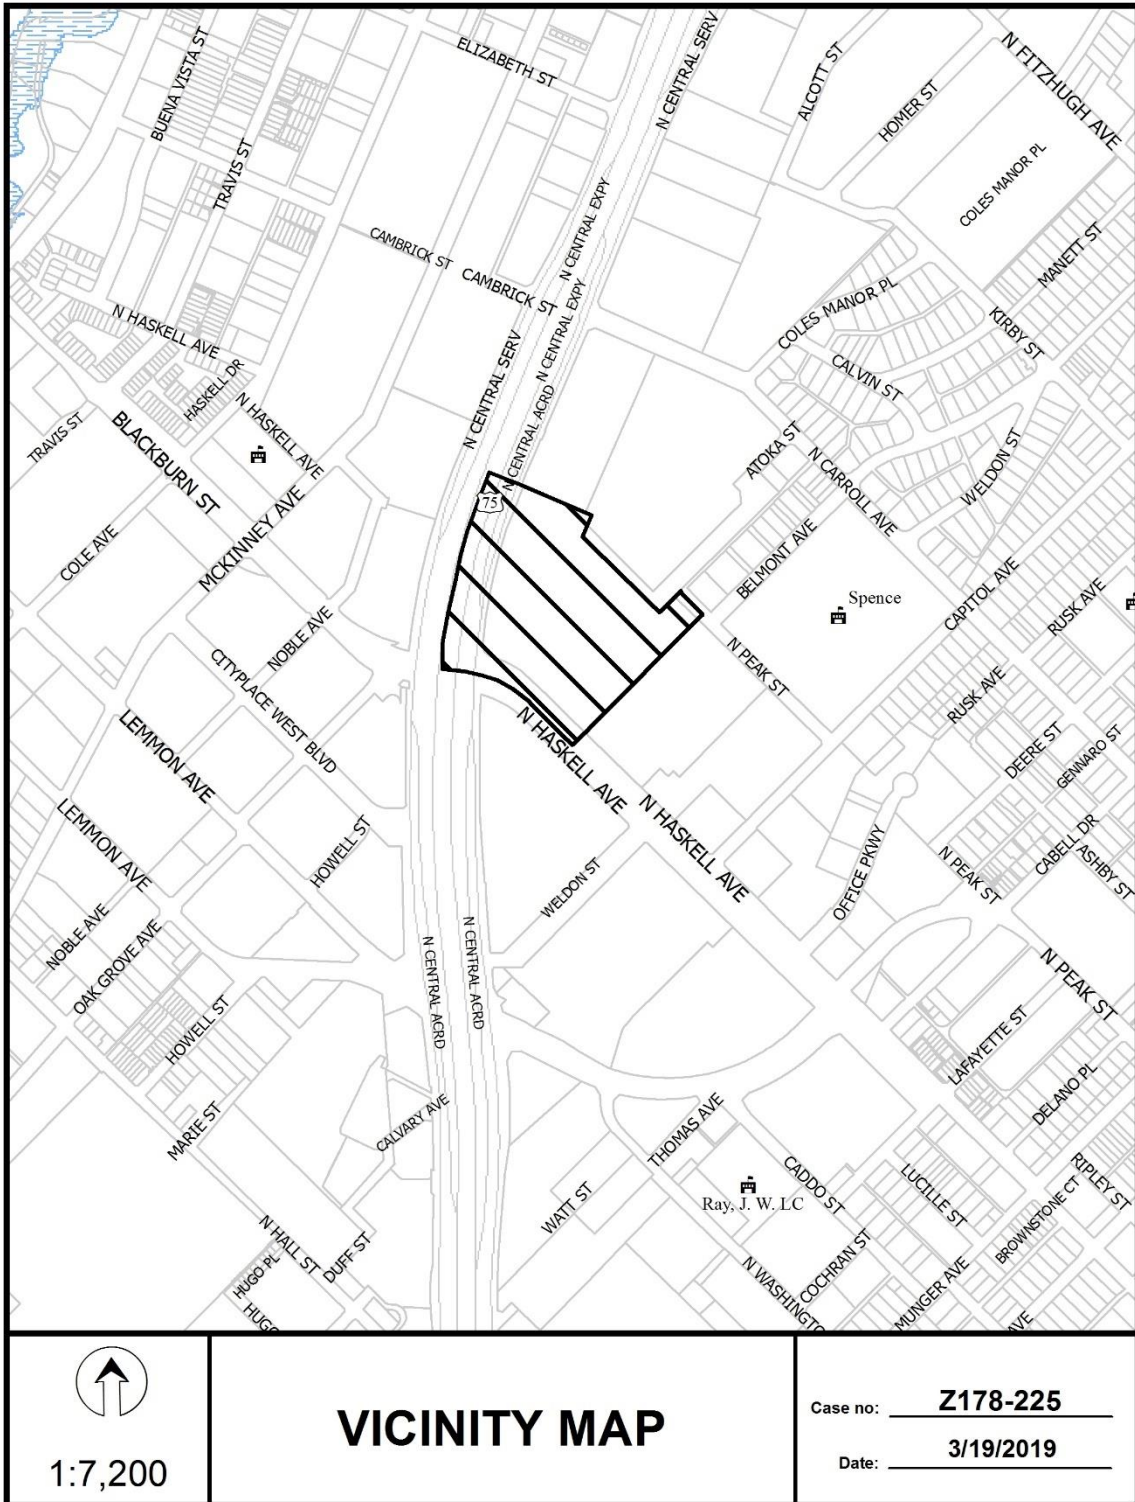 ELIZABETH ST
N CENTRAL SERV
N FITZHUGH AVE
BUENA VISTA ST
ALCOTT ST
HOMER ST
TRAVIS ST
COLES MANOR PL
N CENTRAL EXPY
CAMBRICK ST
CAMBRICK ST
MANETT ST
N CENTRAL EXPY
COLES MANOR PL
N HASKELL AVE
KIRBY ST
N CENTRAL SERV
CALVIN ST
HASKELL DR
N CENTRAL ACRD
N HASKELL AVE
TRAVIS ST
BLACKBURN ST
ATOKA ST
N CARROLL AVE
WELDON ST
75
MCKINNEY AVE
COLE AVE
BELMONT AVE
Spence
CAPITOL AVE
RUSK AVE
NOBLE AVE
N PEAK ST
CITYPLACE WEST BLVD
RUSK AVE
LEMMON AVE
N HASKELL AVE
DEERE ST
GENNARO ST
LEMMON AVE
HOWELL ST
N HASKELL AVE
OFFICE PKWY
CABELL DR
ASHBY ST
N PEAK ST
WELDON ST
NOBLE AVE
OAK GROVE AVE
N CENTRAL ACRD
N CENTRAL ACRD
N PEAK ST
HOWELL ST
LAFAYETTE ST
DELANO PL
MARIE ST
CALVARY AVE
THOMAS AVE
CADDO ST
LUCILLE ST
RIPLEY ST
Ray, J. W. LC
WATT ST
BROWNSTONE CT
N HALL ST
DUFF ST
HUGO PL
COCHRAN ST
N WASHINGTO
MUNGER AVE
HUGO
AVE
1:7,200
VICINITY MAP
Case no: Z178-225
Date: 3/19/2019